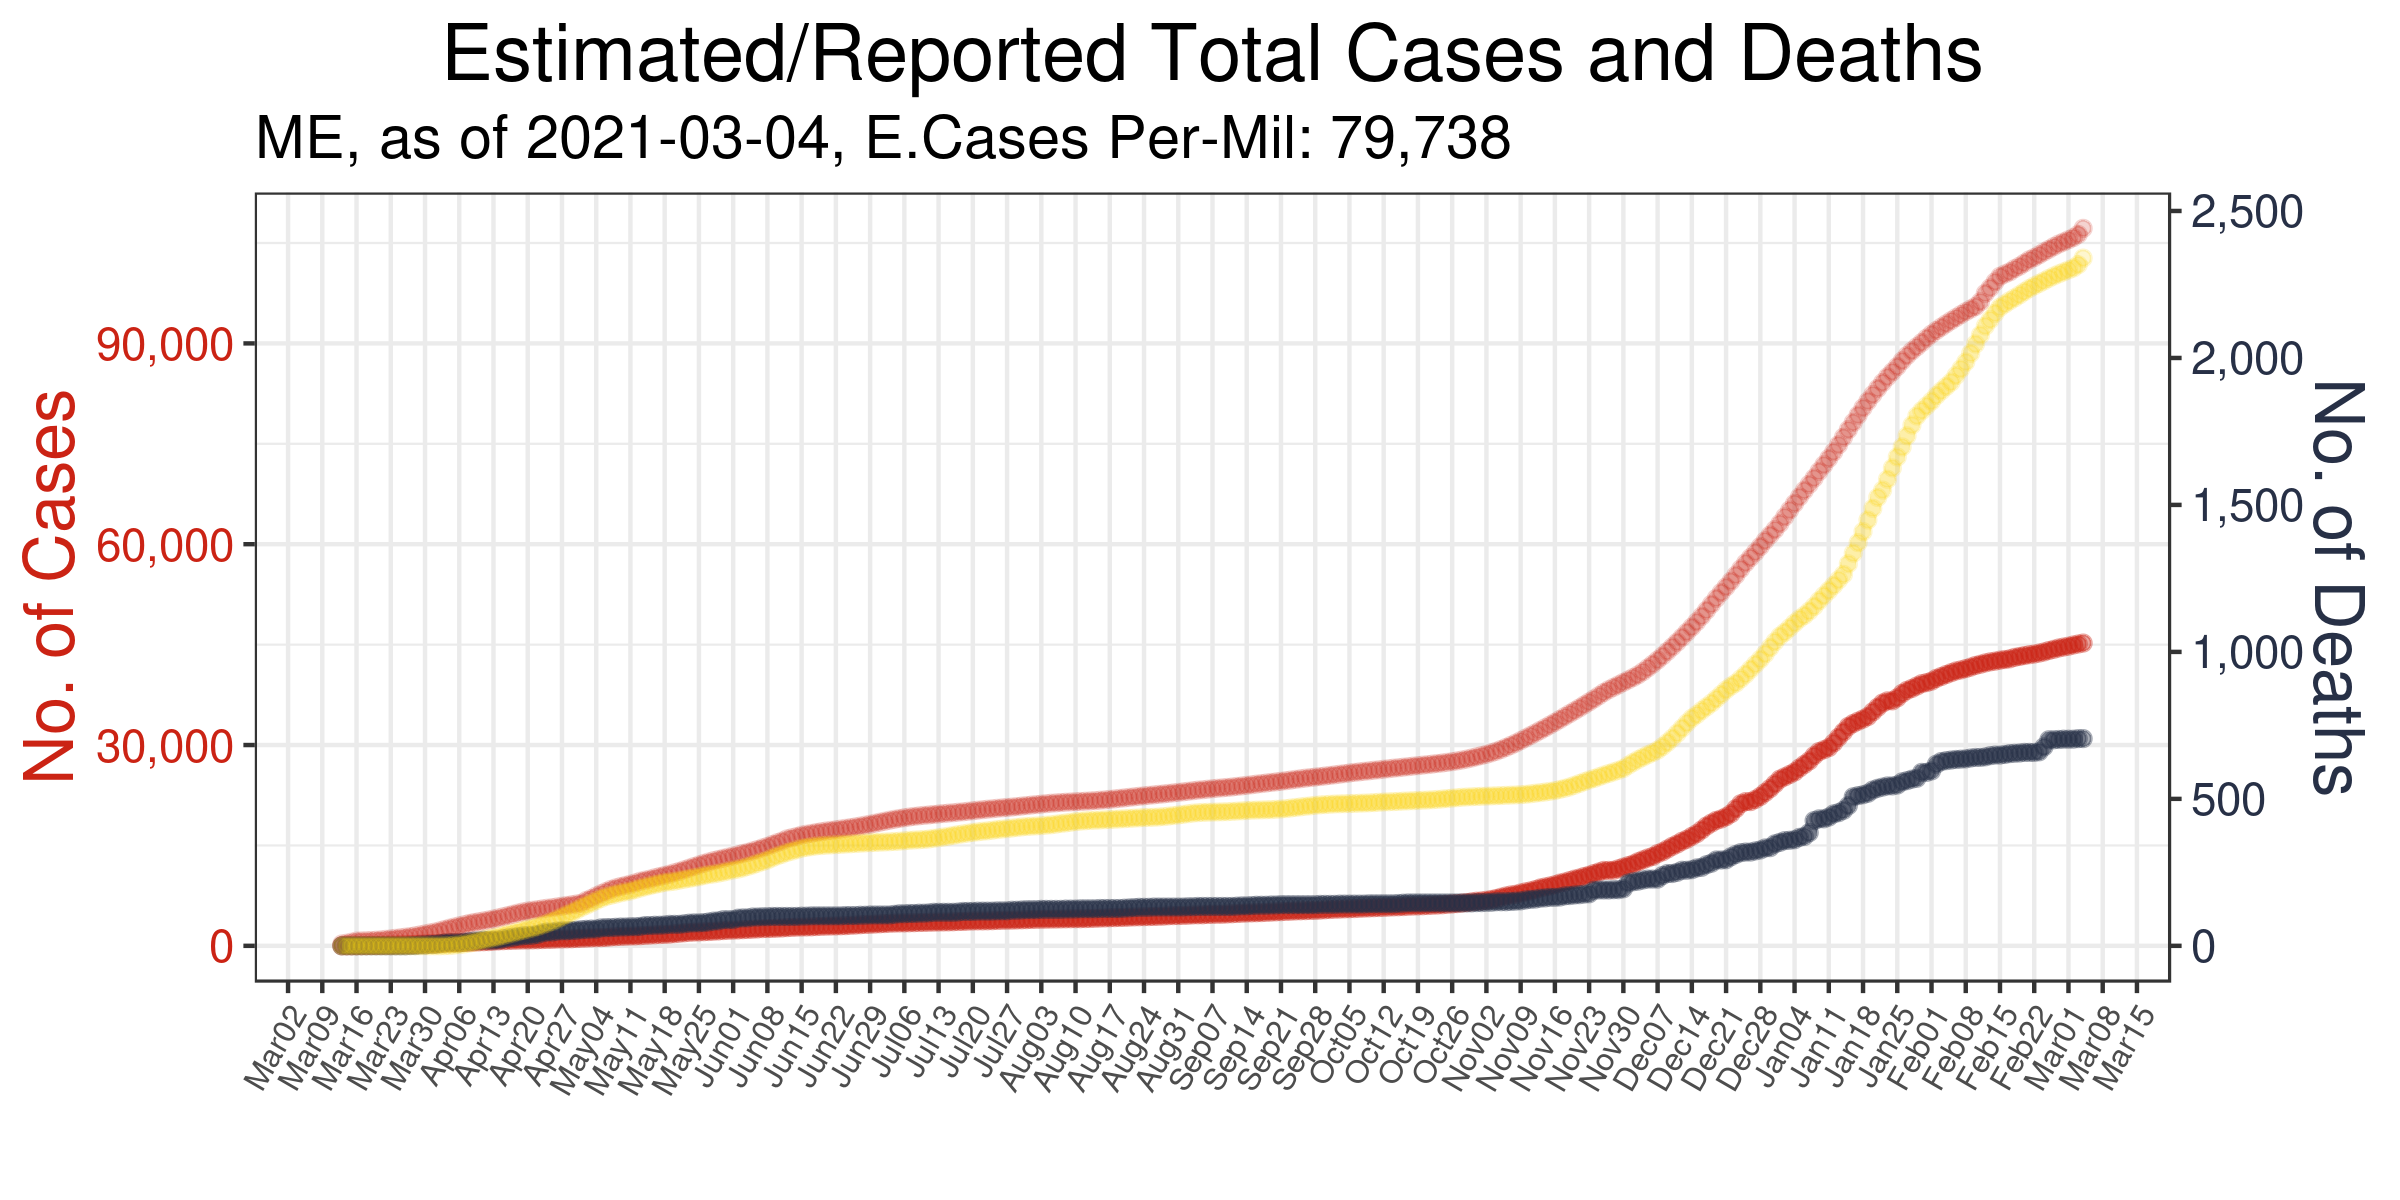 Estimated/Reported Total Cases and Deaths
ME, as of 2021-03-04, E.Cases Per-Mil: 79,738
No. of Cases
90,000
60,000
30,000
0
2,500
2,000
1,500
1,000
500
0
No. of Deaths
Mar02
Mar09
Mar16
Mar23
Mar30
Apr06
Apr13
Apr20
Apr27
May04
May11
May18
May25
Jun01
Jun08
Jun15
Jun22
Jun29
Jul06
Jul13
Jul20
Jul27
Aug03
Aug10
Aug17
Aug24
Aug31
Sep07
Sep14
Sep21
Sep28
Oct05
Oct12
Oct19
Oct26
Nov02
Nov09
Nov16
Nov23
Nov30
Dec07
Dec14
Dec21
Dec28
Jan04
Jan11
Jan18
Jan25
Feb01
Feb08
Feb15
Feb22
Mar01
Mar08
Mar15